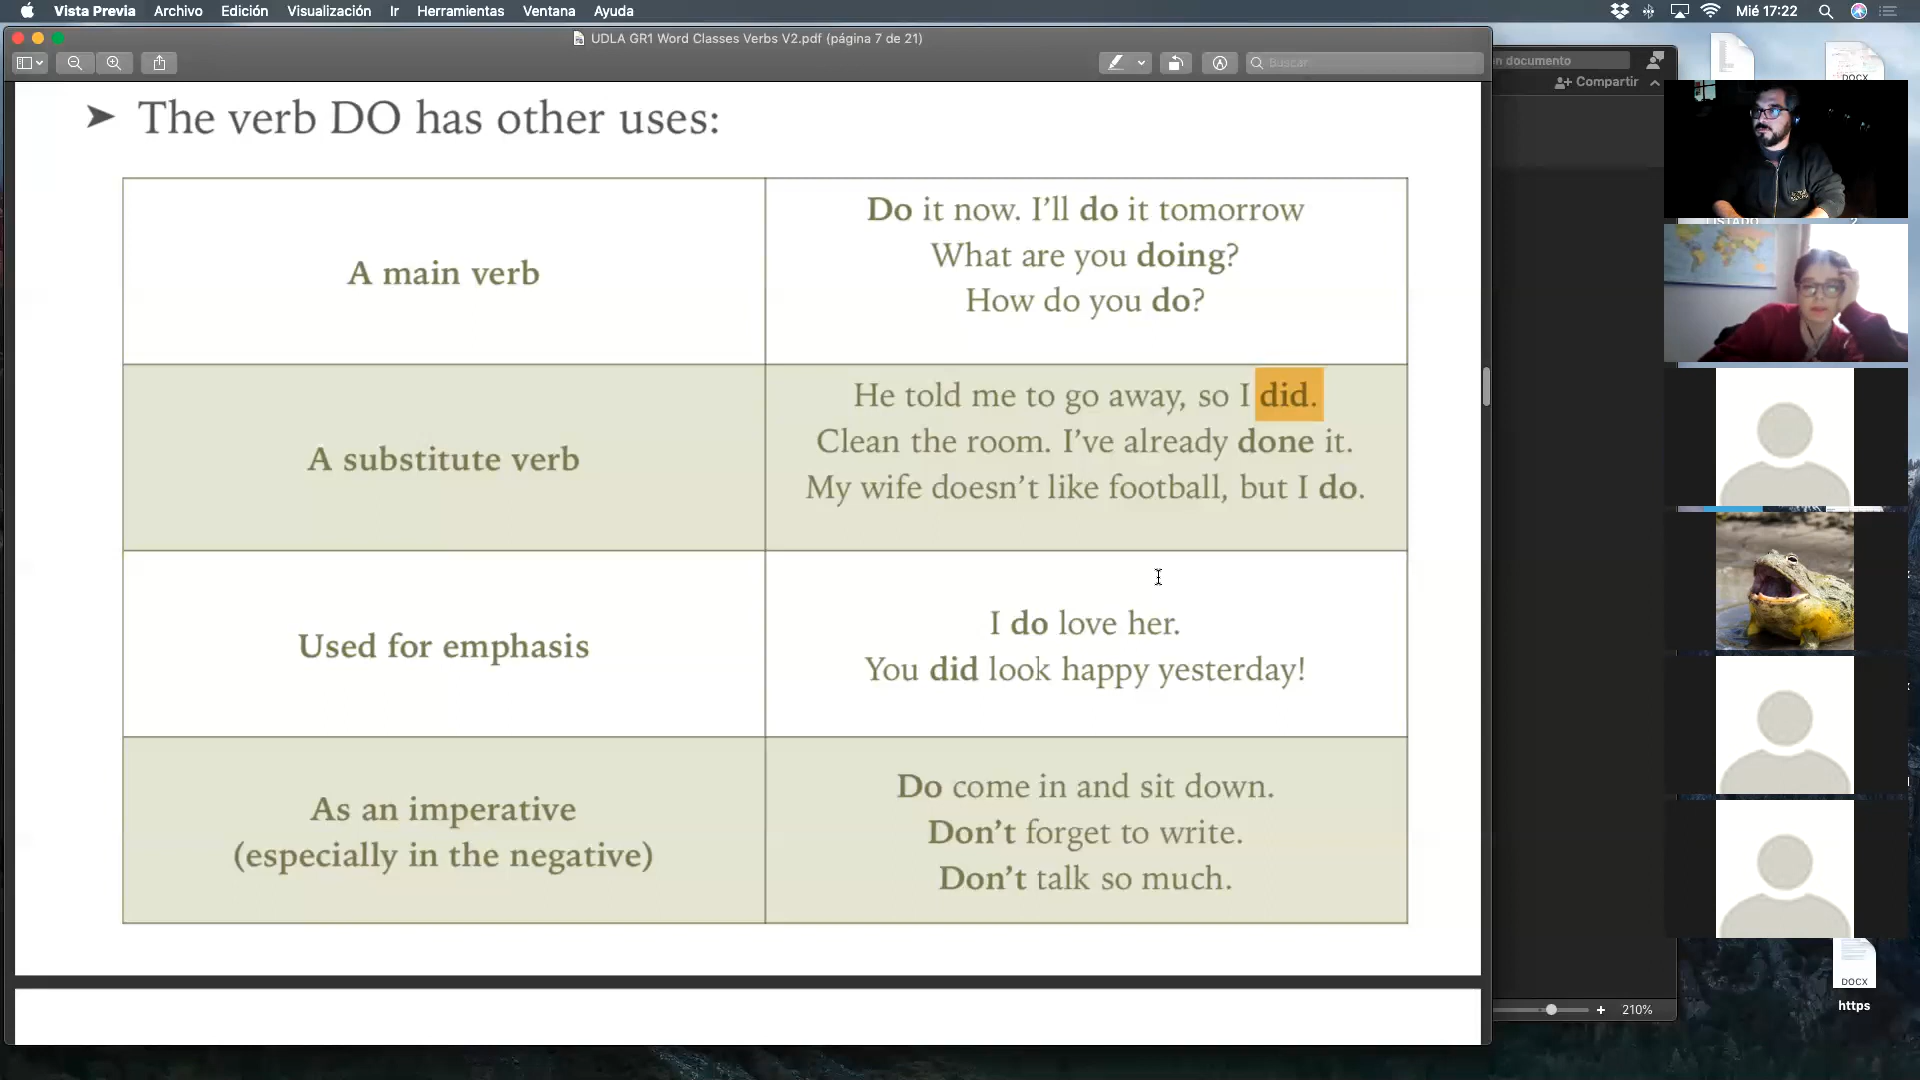 Vista Previa Archivo Edición Visualización Ir Herramientas Ventana Ayuda Mié 17:22
UDLA GR1 Word Classes Verbs V2.pdf (página 7 de 21)
Buscar
n documento
Compartir
➤ The verb DO has other uses:
A main verb
Do it now. I'll do it tomorrow
What are you doing?
How do you do?
A substitute verb
He told me to go away, so I did.
Clean the room. I've already done it.
My wife doesn't like football, but I do.
Used for emphasis
I do love her.
You did look happy yesterday!
As an imperative
(especially in the negative)
Do come in and sit down.
Don't forget to write.
Don't talk so much.
DOCX
LISTADO
2
DOCX
https
210%